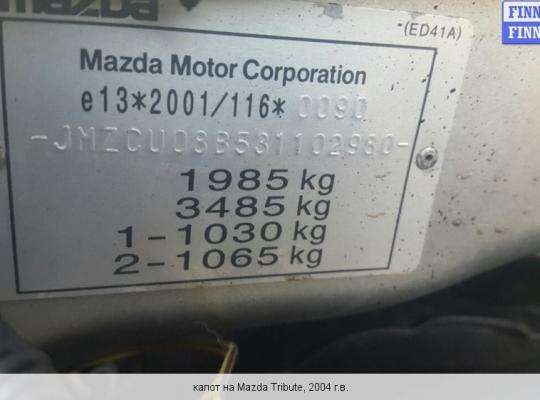 mazda
FINN
FINN
(ED41A)
Mazda Motor Corporation
e13*2001/116* 0090
-JMZCU03B531102980-
1985 kg
3485 kg
1-1030 kg
2-1065 kg
капот на Mazda Tribute, 2004 г.в.